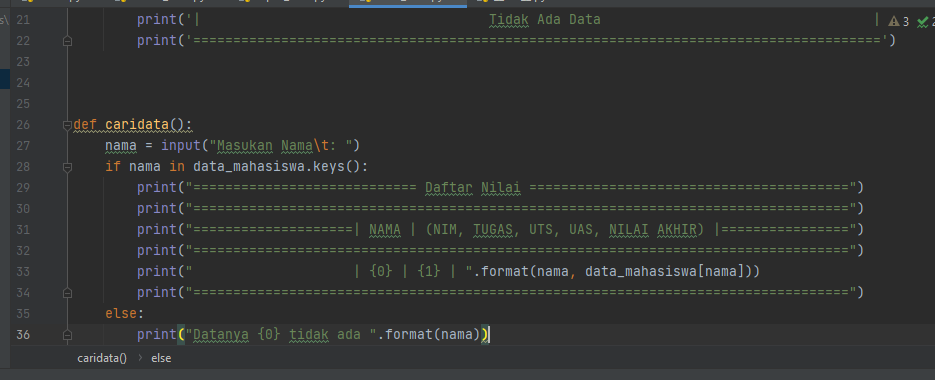 21 print('|                                    Tidak Ada Data                                  | 3 2
22 print('======================================================================================')
23
24
25
26 def caridata():
27 nama = input("Masukan Nama\t: ")
28 if nama in data_mahasiswa.keys():
29 print("============================ Daftar Nilai ========================================")
30 print("==================================================================================")
31 print("====================| NAMA | (NIM, TUGAS, UTS, UAS, NILAI AKHIR) |================")
32 print("==================================================================================")
33 print("                    | {0} | {1} | ".format(nama, data_mahasiswa[nama]))
34 print("==================================================================================")
35 else:
36 print("Datanya {0} tidak ada ".format(nama))
caridata() › else